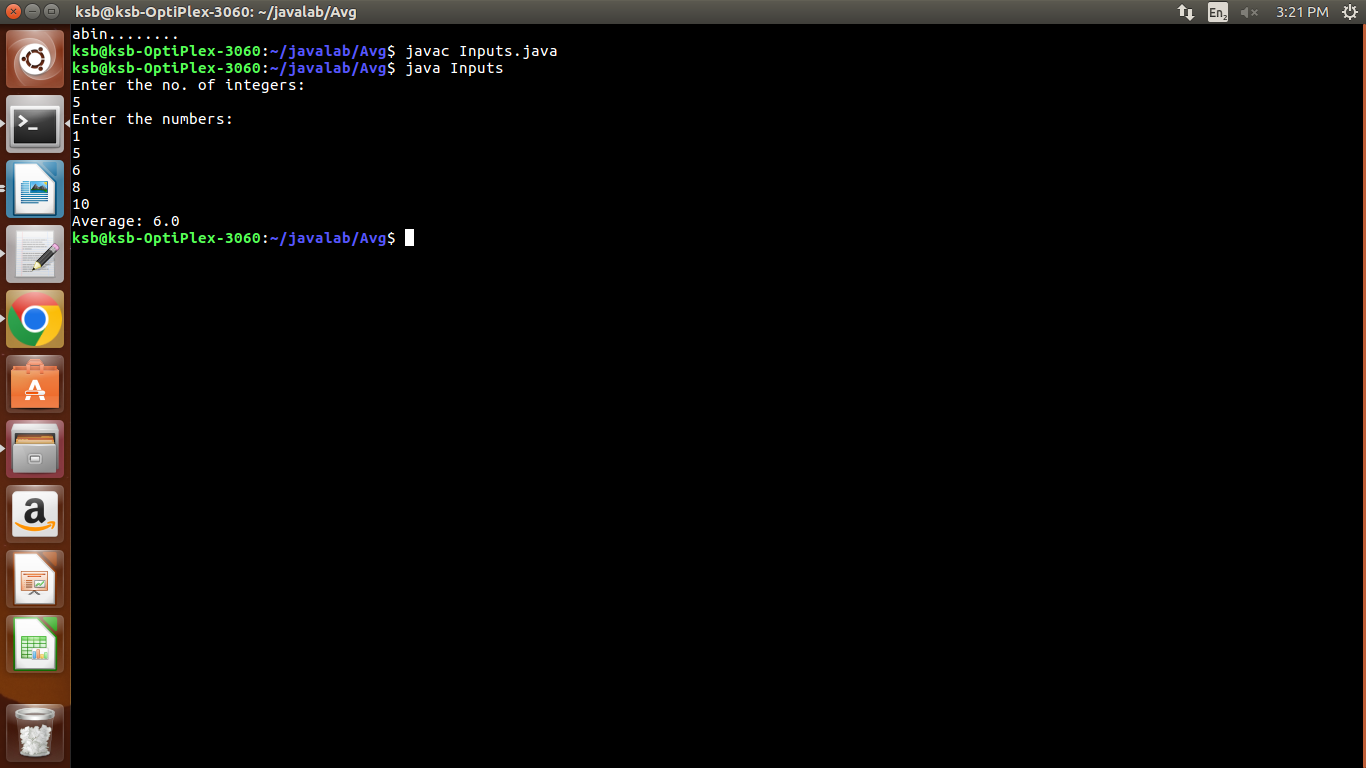 ksb@ksb-OptiPlex-3060: ~/javalab/Avg
En2
3:21 PM
abin........
ksb@ksb-OptiPlex-3060:~/javalab/Avg$ javac Inputs.java
ksb@ksb-OptiPlex-3060:~/javalab/Avg$ java Inputs
Enter the no. of integers:
5
Enter the numbers:
1
5
6
8
10
Average: 6.0
ksb@ksb-OptiPlex-3060:~/javalab/Avg$